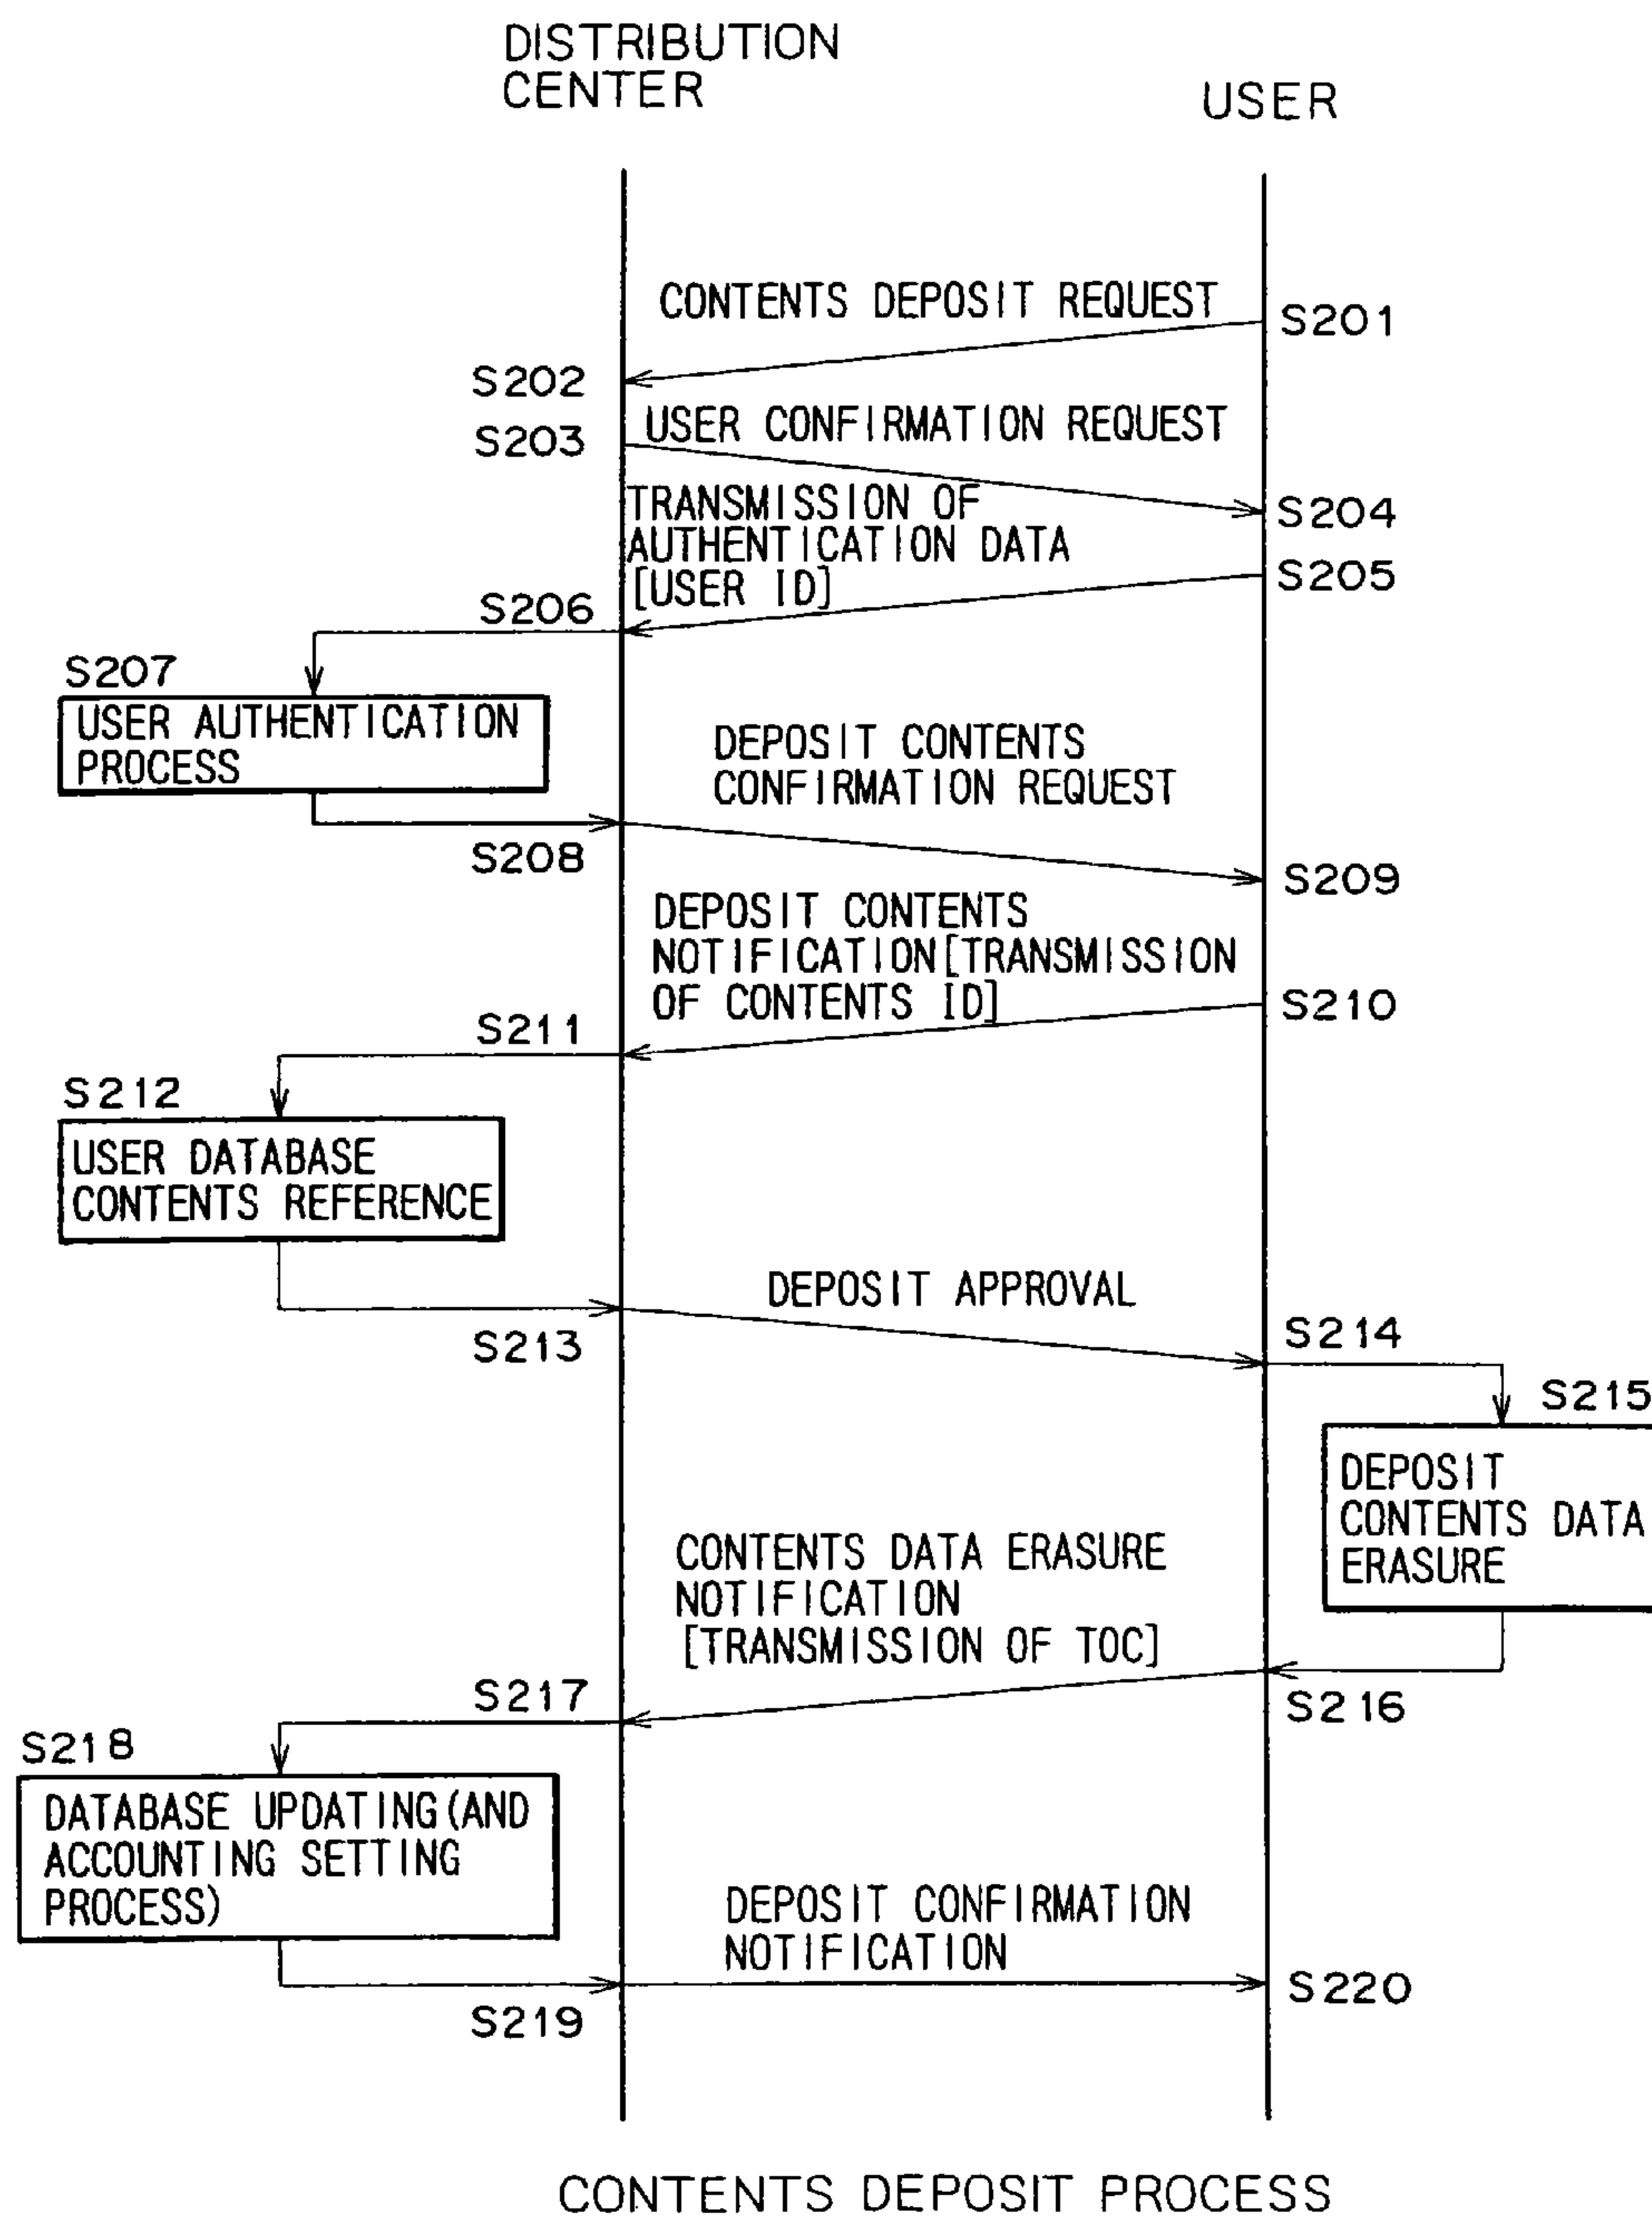 DISTRIBUTION
CENTER
USER
CONTENTS DEPOSIT REQUEST
S201
S202
USER CONFIRMATION REQUEST
S203
S204
TRANSMISSION OF
AUTHENTICATION DATA
[USER ID]
S205
S206
S207
USER AUTHENTICATION
PROCESS
DEPOSIT CONTENTS
CONFIRMATION REQUEST
S208
S209
DEPOSIT CONTENTS
NOTIFICATION[TRANSMISSION
OF CONTENTS ID]
S210
S211
S212
USER DATABASE
CONTENTS REFERENCE
DEPOSIT APPROVAL
S213
S214
S215
DEPOSIT
CONTENTS DATA
ERASURE
CONTENTS DATA ERASURE
NOTIFICATION
[TRANSMISSION OF TOC]
S216
S217
S218
DATABASE UPDATING(AND
ACCOUNTING SETTING
PROCESS)
DEPOSIT CONFIRMATION
NOTIFICATION
S219
S220
CONTENTS DEPOSIT PROCESS